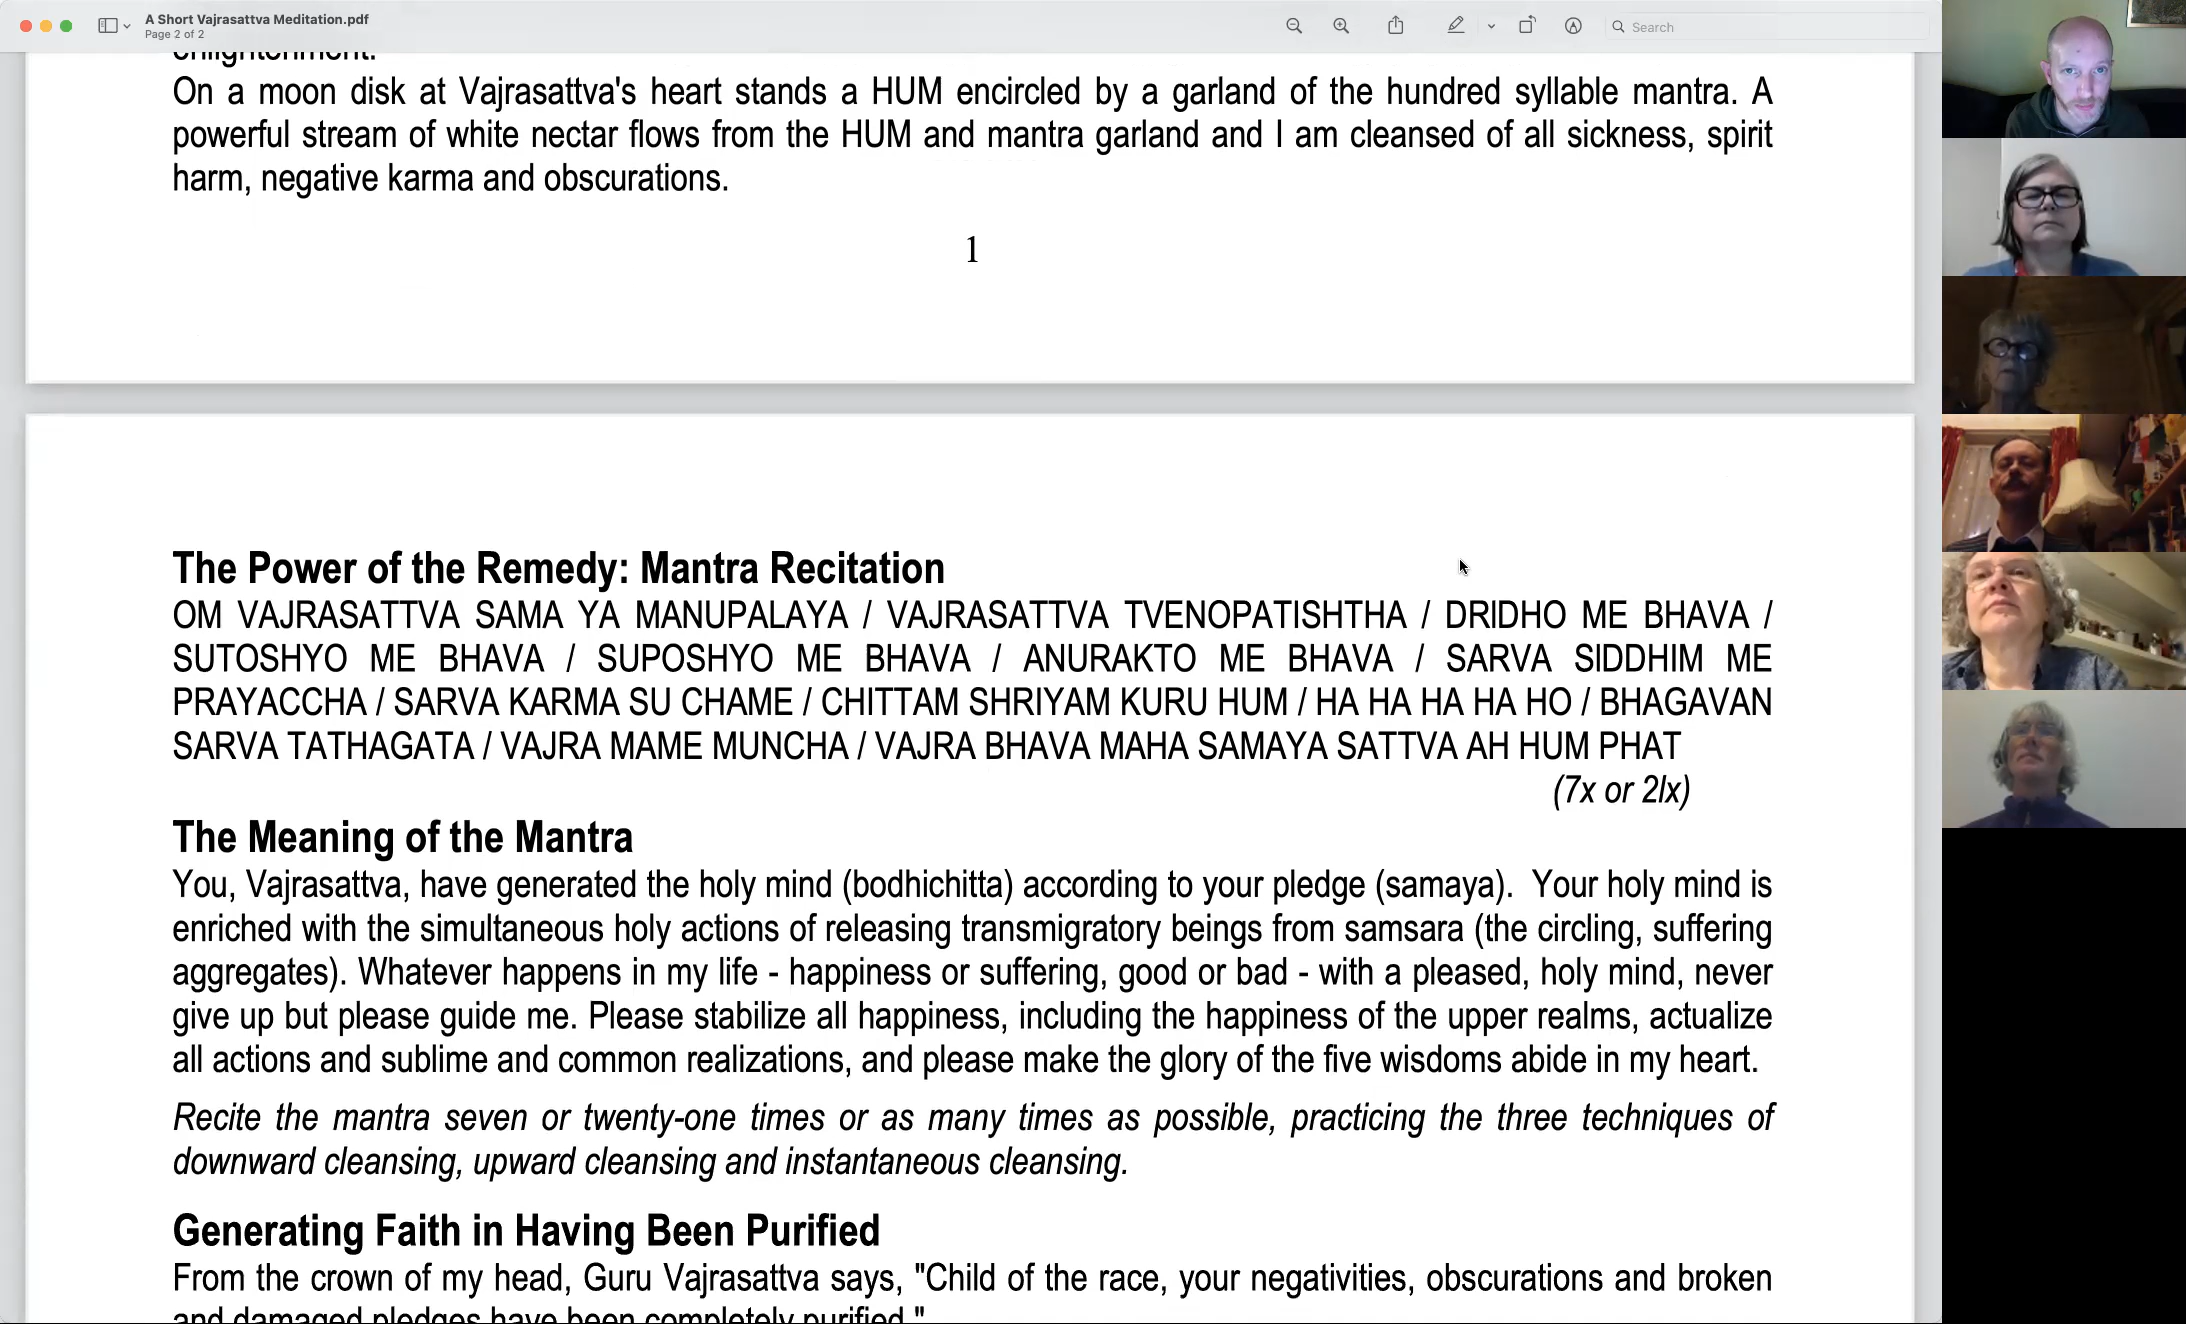 A Short Vajrasattva Meditation.pdf
Page 2 of 2
Search
enlightenment.
On a moon disk at Vajrasattva's heart stands a HUM encircled by a garland of the hundred syllable mantra. A
powerful stream of white nectar flows from the HUM and mantra garland and I am cleansed of all sickness, spirit
harm, negative karma and obscurations.
1
The Power of the Remedy: Mantra Recitation
OM VAJRASATTVA SAMA YA MANUPALAYA / VAJRASATTVA TVENOPATISHTHA / DRIDHO ME BHAVA /
SUTOSHYO ME BHAVA / SUPOSHYO ME BHAVA / ANURAKTO ME BHAVA / SARVA SIDDHIM ME
PRAYACCHA / SARVA KARMA SU CHAME / CHITTAM SHRIYAM KURU HUM / HA HA HA HA HO / BHAGAVAN
SARVA TATHAGATA / VAJRA MAME MUNCHA / VAJRA BHAVA MAHA SAMAYA SATTVA AH HUM PHAT
(7x or 2lx)
The Meaning of the Mantra
You, Vajrasattva, have generated the holy mind (bodhichitta) according to your pledge (samaya).  Your holy mind is
enriched with the simultaneous holy actions of releasing transmigratory beings from samsara (the circling, suffering
aggregates). Whatever happens in my life - happiness or suffering, good or bad - with a pleased, holy mind, never
give up but please guide me. Please stabilize all happiness, including the happiness of the upper realms, actualize
all actions and sublime and common realizations, and please make the glory of the five wisdoms abide in my heart.
Recite the mantra seven or twenty-one times or as many times as possible, practicing the three techniques of
downward cleansing, upward cleansing and instantaneous cleansing.
Generating Faith in Having Been Purified
From the crown of my head, Guru Vajrasattva says, "Child of the race, your negativities, obscurations and broken
and damaged pledges have been completely purified."